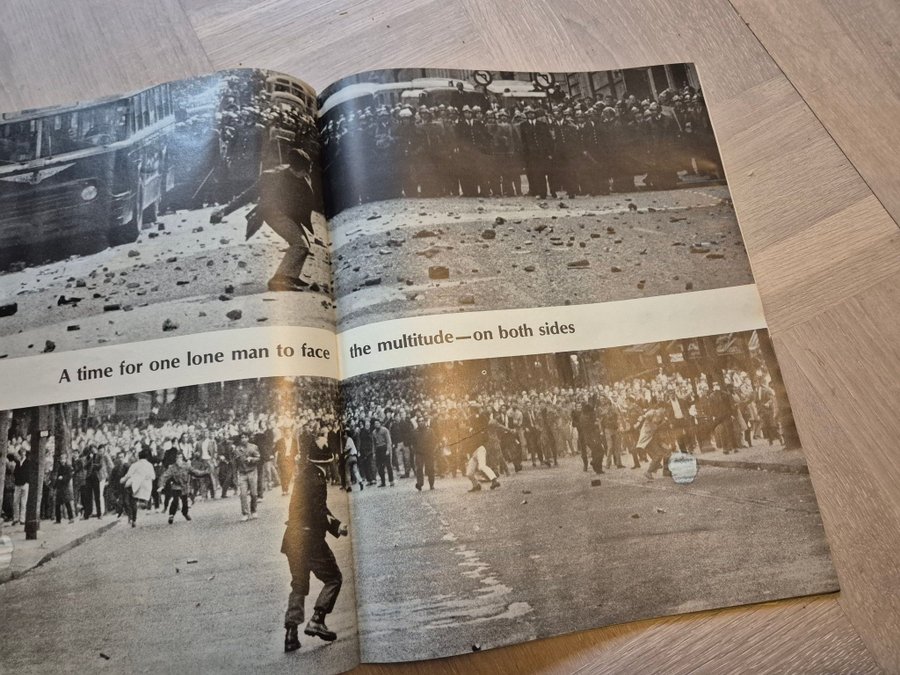 A time for one lone man to face the multitude—on both sides